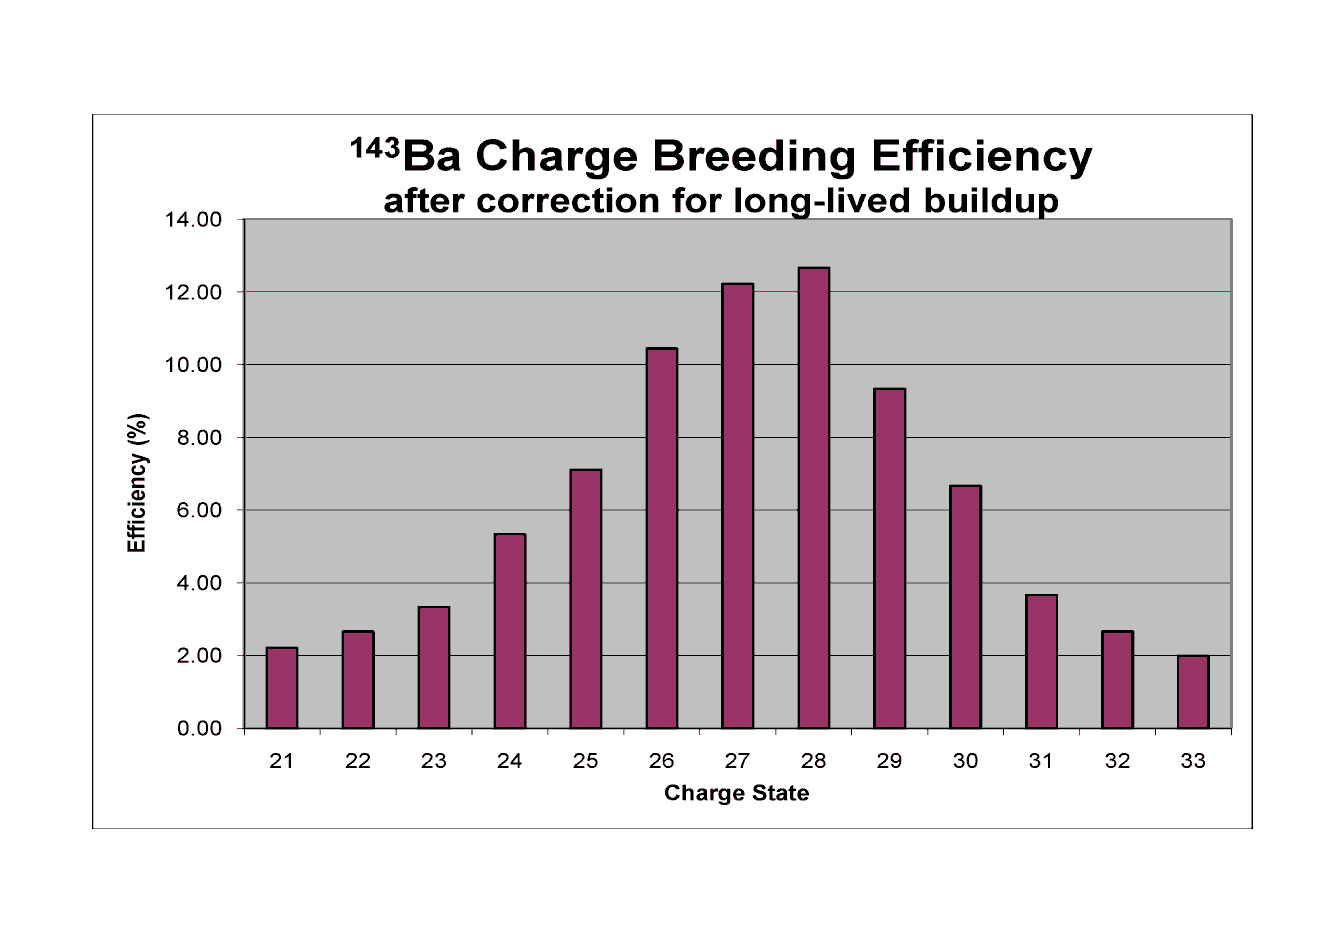 ¹⁴³Ba Charge Breeding Efficiency
after correction for long-lived buildup
14.00
12.00
10.00
8.00
6.00
4.00
2.00
0.00
Efficiency (%)
21 22 23 24 25 26 27 28 29 30 31 32 33
Charge State